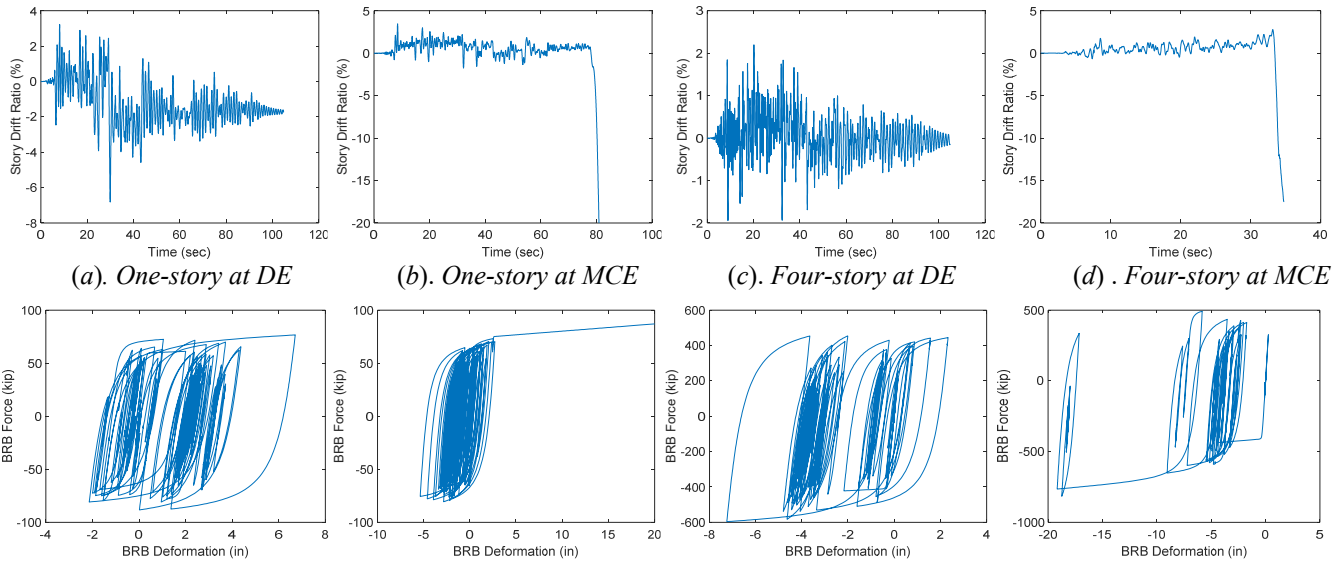 4
2
0
-2
-4
-6
-8
Story Drift Ratio (%)
0 20 40 60 80 100 120
Time (sec)
(a). One-story at DE
5
0
-5
-10
-15
-20
Story Drift Ratio (%)
0 20 40 60 80 100
Time (sec)
(b). One-story at MCE
3
2
1
0
-1
-2
Story Drift Ratio (%)
0 20 40 60 80 100 120
Time (sec)
(c). Four-story at DE
5
0
-5
-10
-15
-20
Story Drift Ratio (%)
0 10 20 30 40
Time (sec)
(d) . Four-story at MCE
100
50
0
-50
-100
BRB Force (kip)
-4 -2 0 2 4 6 8
BRB Deformation (in)
100
50
0
-50
-100
BRB Force (kip)
-10 -5 0 5 10 15 20
BRB Deformation (in)
600
400
200
0
-200
-400
-600
BRB Force (kip)
-8 -6 -4 -2 0 2 4
BRB Deformation (in)
500
0
-500
-1000
BRB Force (kip)
-20 -15 -10 -5 0 5
BRB Deformation (in)